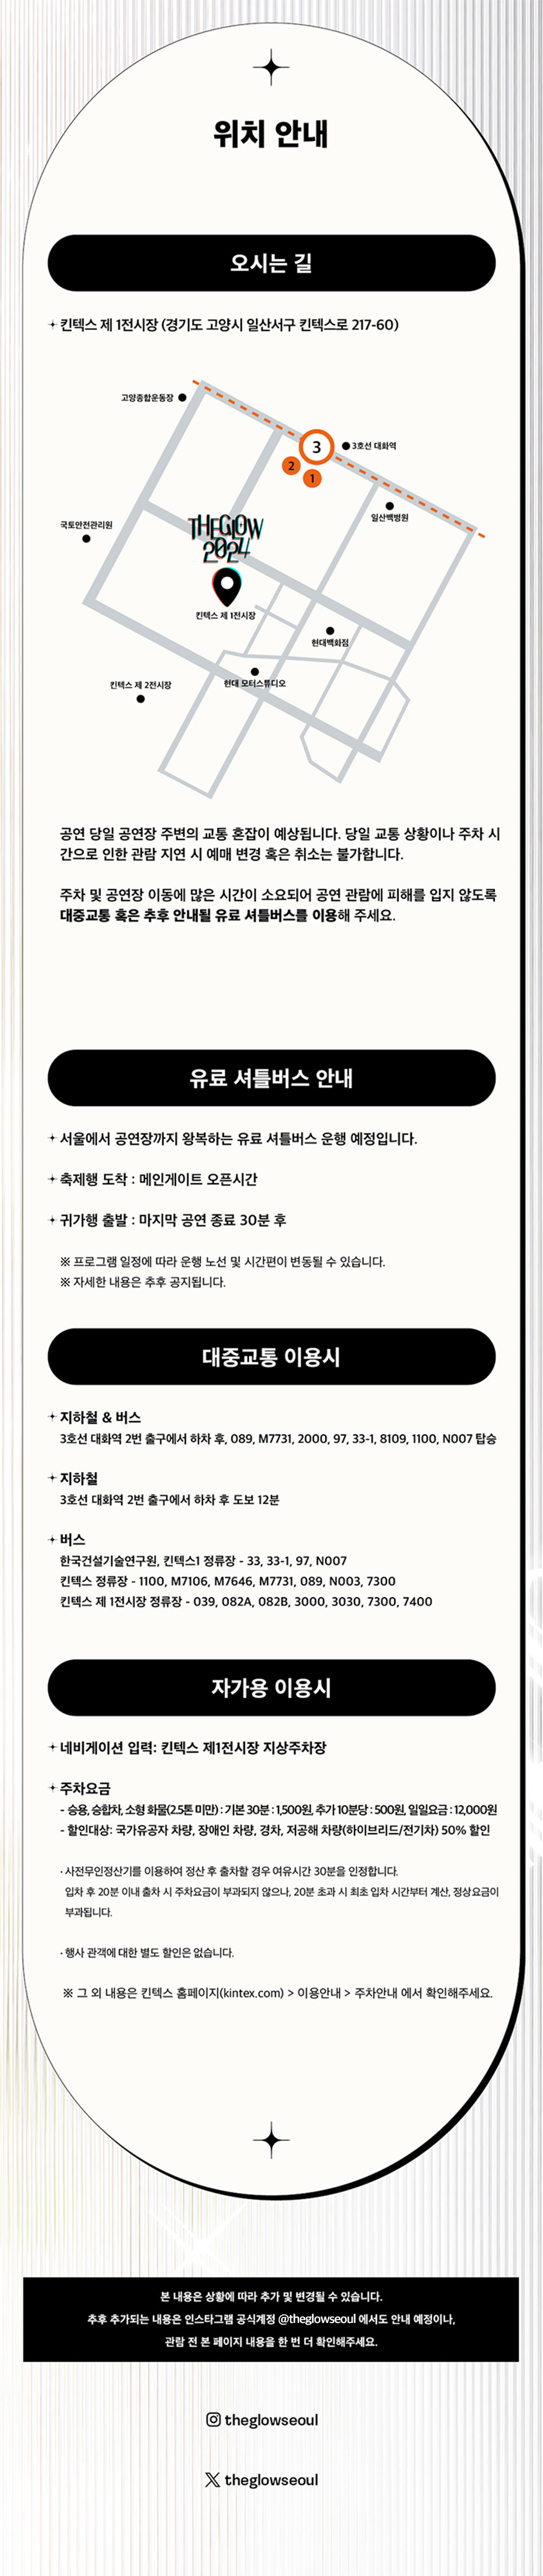 위치 안내
오시는 길
킨텍스 제 1전시장 (경기도 고양시 일산서구 킨텍스로 217-60)
고양종합운동장
3
3호선 대화역
2
1
일산백병원
국토안전관리원
THE GLOW
2024
킨텍스 제 1전시장
현대백화점
현대 모터스튜디오
킨텍스 제 2전시장
공연 당일 공연장 주변의 교통 혼잡이 예상됩니다. 당일 교통 상황이나 주차 시
간으로 인한 관람 지연 시 예매 변경 혹은 취소는 불가합니다.
주차 및 공연장 이동에 많은 시간이 소요되어 공연 관람에 피해를 입지 않도록
대중교통 혹은 추후 안내될 유료 셔틀버스를 이용해 주세요.
유료 셔틀버스 안내
서울에서 공연장까지 왕복하는 유료 셔틀버스 운행 예정입니다.
축제행 도착 : 메인게이트 오픈시간
귀가행 출발 : 마지막 공연 종료 30분 후
※ 프로그램 일정에 따라 운행 노선 및 시간편이 변동될 수 있습니다.
※ 자세한 내용은 추후 공지됩니다.
대중교통 이용시
지하철 & 버스
3호선 대화역 2번 출구에서 하차 후, 089, M7731, 2000, 97, 33-1, 8109, 1100, N007 탑승
지하철
3호선 대화역 2번 출구에서 하차 후 도보 12분
버스
한국건설기술연구원, 킨텍스1 정류장 - 33, 33-1, 97, N007
킨텍스 정류장 - 1100, M7106, M7646, M7731, 089, N003, 7300
킨텍스 제 1전시장 정류장 - 039, 082A, 082B, 3000, 3030, 7300, 7400
자가용 이용시
네비게이션 입력: 킨텍스 제1전시장 지상주차장
주차요금
- 승용, 승합차, 소형 화물(2.5톤 미만) : 기본 30분 : 1,500원, 추가 10분당 : 500원, 일일요금 : 12,000원
- 할인대상: 국가유공자 차량, 장애인 차량, 경차, 저공해 차량(하이브리드/전기차) 50% 할인
· 사전무인정산기를 이용하여 정산 후 출차할 경우 여유시간 30분을 인정합니다.
입차 후 20분 이내 출차 시 주차요금이 부과되지 않으나, 20분 초과 시 최초 입차 시간부터 계산, 정상요금이
부과됩니다.
· 행사 관객에 대한 별도 할인은 없습니다.
※ 그 외 내용은 킨텍스 홈페이지(kintex.com) > 이용안내 > 주차안내 에서 확인해주세요.
본 내용은 상황에 따라 추가 및 변경될 수 있습니다.
추후 추가되는 내용은 인스타그램 공식계정 @theglowseoul 에서도 안내 예정이나,
관람 전 본 페이지 내용을 한 번 더 확인해주세요.
theglowseoul
theglowseoul